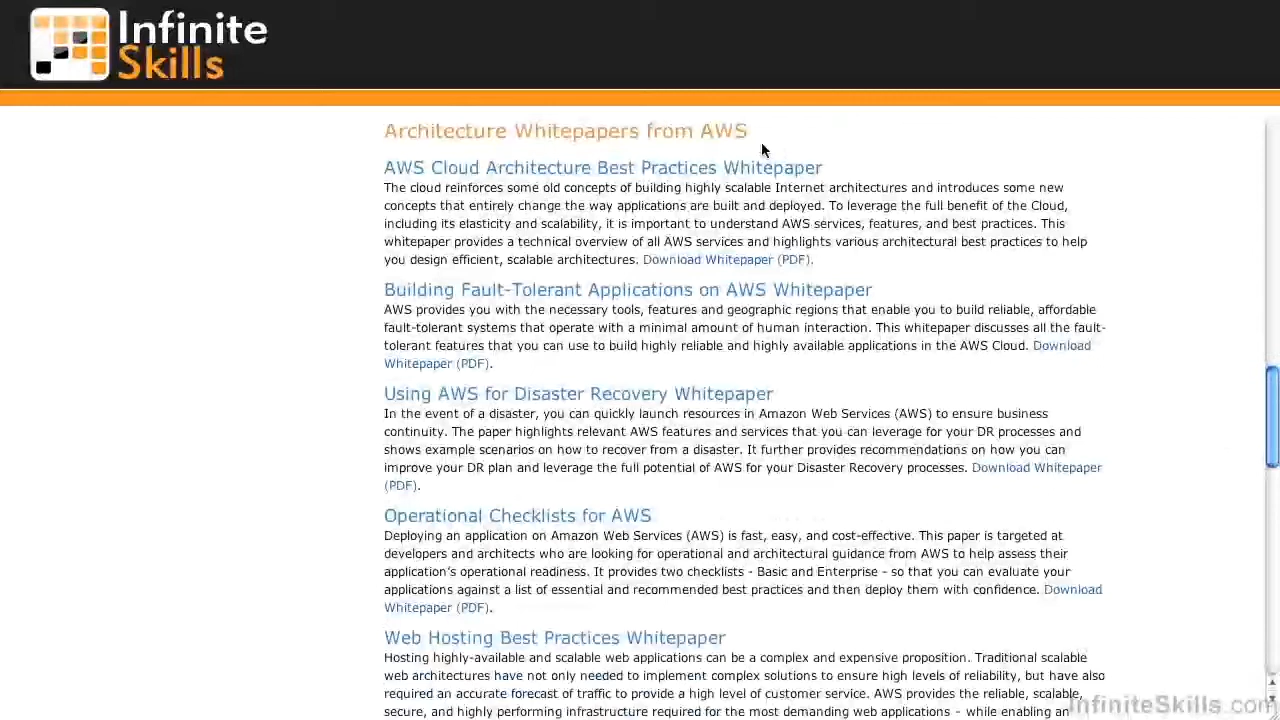 Infinite
Skills
Architecture Whitepapers from AWS
AWS Cloud Architecture Best Practices Whitepaper
The cloud reinforces some old concepts of building highly scalable Internet architectures and introduces some new
concepts that entirely change the way applications are built and deployed. To leverage the full benefit of the Cloud,
including its elasticity and scalability, it is important to understand AWS services, features, and best practices. This
whitepaper provides a technical overview of all AWS services and highlights various architectural best practices to help
you design efficient, scalable architectures. Download Whitepaper (PDF).
Building Fault-Tolerant Applications on AWS Whitepaper
AWS provides you with the necessary tools, features and geographic regions that enable you to build reliable, affordable
fault-tolerant systems that operate with a minimal amount of human interaction. This whitepaper discusses all the fault-
tolerant features that you can use to build highly reliable and highly available applications in the AWS Cloud. Download
Whitepaper (PDF).
Using AWS for Disaster Recovery Whitepaper
In the event of a disaster, you can quickly launch resources in Amazon Web Services (AWS) to ensure business
continuity. The paper highlights relevant AWS features and services that you can leverage for your DR processes and
shows example scenarios on how to recover from a disaster. It further provides recommendations on how you can
improve your DR plan and leverage the full potential of AWS for your Disaster Recovery processes. Download Whitepaper
(PDF).
Operational Checklists for AWS
Deploying an application on Amazon Web Services (AWS) is fast, easy, and cost-effective. This paper is targeted at
developers and architects who are looking for operational and architectural guidance from AWS to help assess their
application's operational readiness. It provides two checklists - Basic and Enterprise - so that you can evaluate your
applications against a list of essential and recommended best practices and then deploy them with confidence. Download
Whitepaper (PDF).
Web Hosting Best Practices Whitepaper
Hosting highly-available and scalable web applications can be a complex and expensive proposition. Traditional scalable
web architectures have not only needed to implement complex solutions to ensure high levels of reliability, but have also
required an accurate forecast of traffic to provide a high level of customer service. AWS provides the reliable, scalable,
secure, and highly performing infrastructure required for the most demanding web applications - while enabling an
InfiniteSkills.com